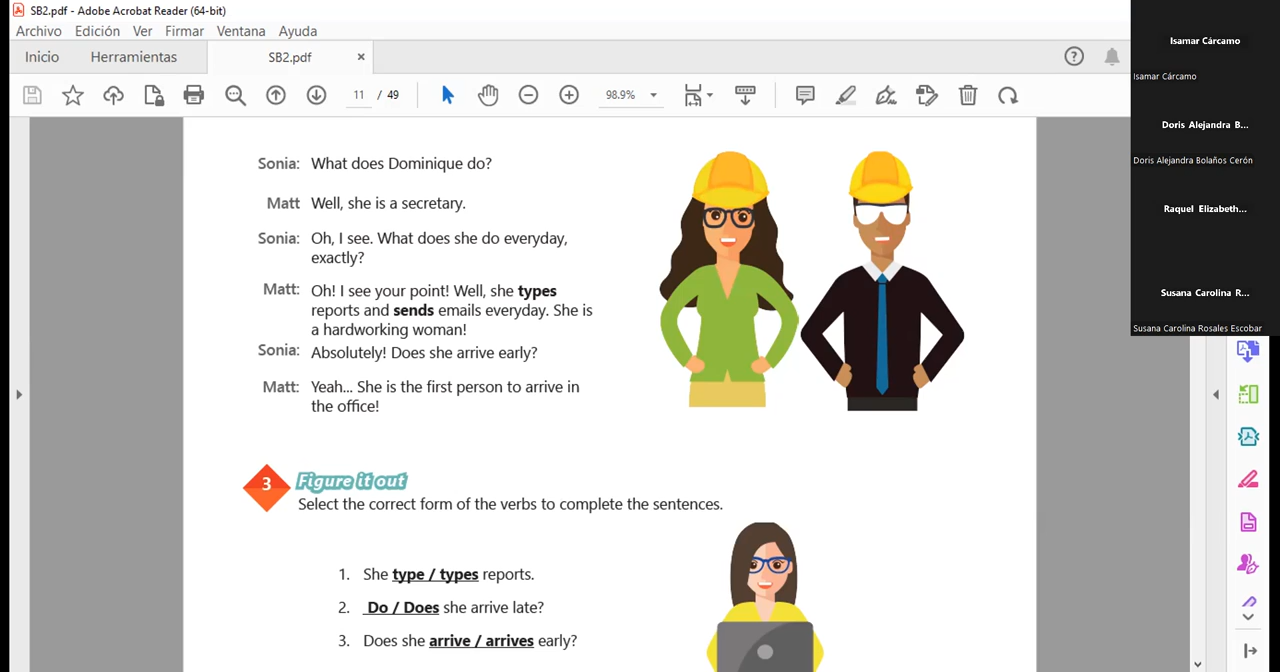 SB2.pdf - Adobe Acrobat Reader (64-bit)
Archivo Edición Ver Firmar Ventana Ayuda
Inicio Herramientas SB2.pdf ×
11 / 49 98.9%
Isamar Cárcamo
Isamar Cárcamo
Doris Alejandra B...
Doris Alejandra Bolaños Cerón
Raquel Elizabeth...
Susana Carolina R...
Susana Carolina Rosales Escobar
Sonia: What does Dominique do?
Matt Well, she is a secretary.
Sonia: Oh, I see. What does she do everyday,
exactly?
Matt: Oh! I see your point! Well, she types
reports and sends emails everyday. She is
a hardworking woman!
Sonia: Absolutely! Does she arrive early?
Matt: Yeah... She is the first person to arrive in
the office!
3 Figure it out
Select the correct form of the verbs to complete the sentences.
1. She type / types reports.
2. Do / Does she arrive late?
3. Does she arrive / arrives early?